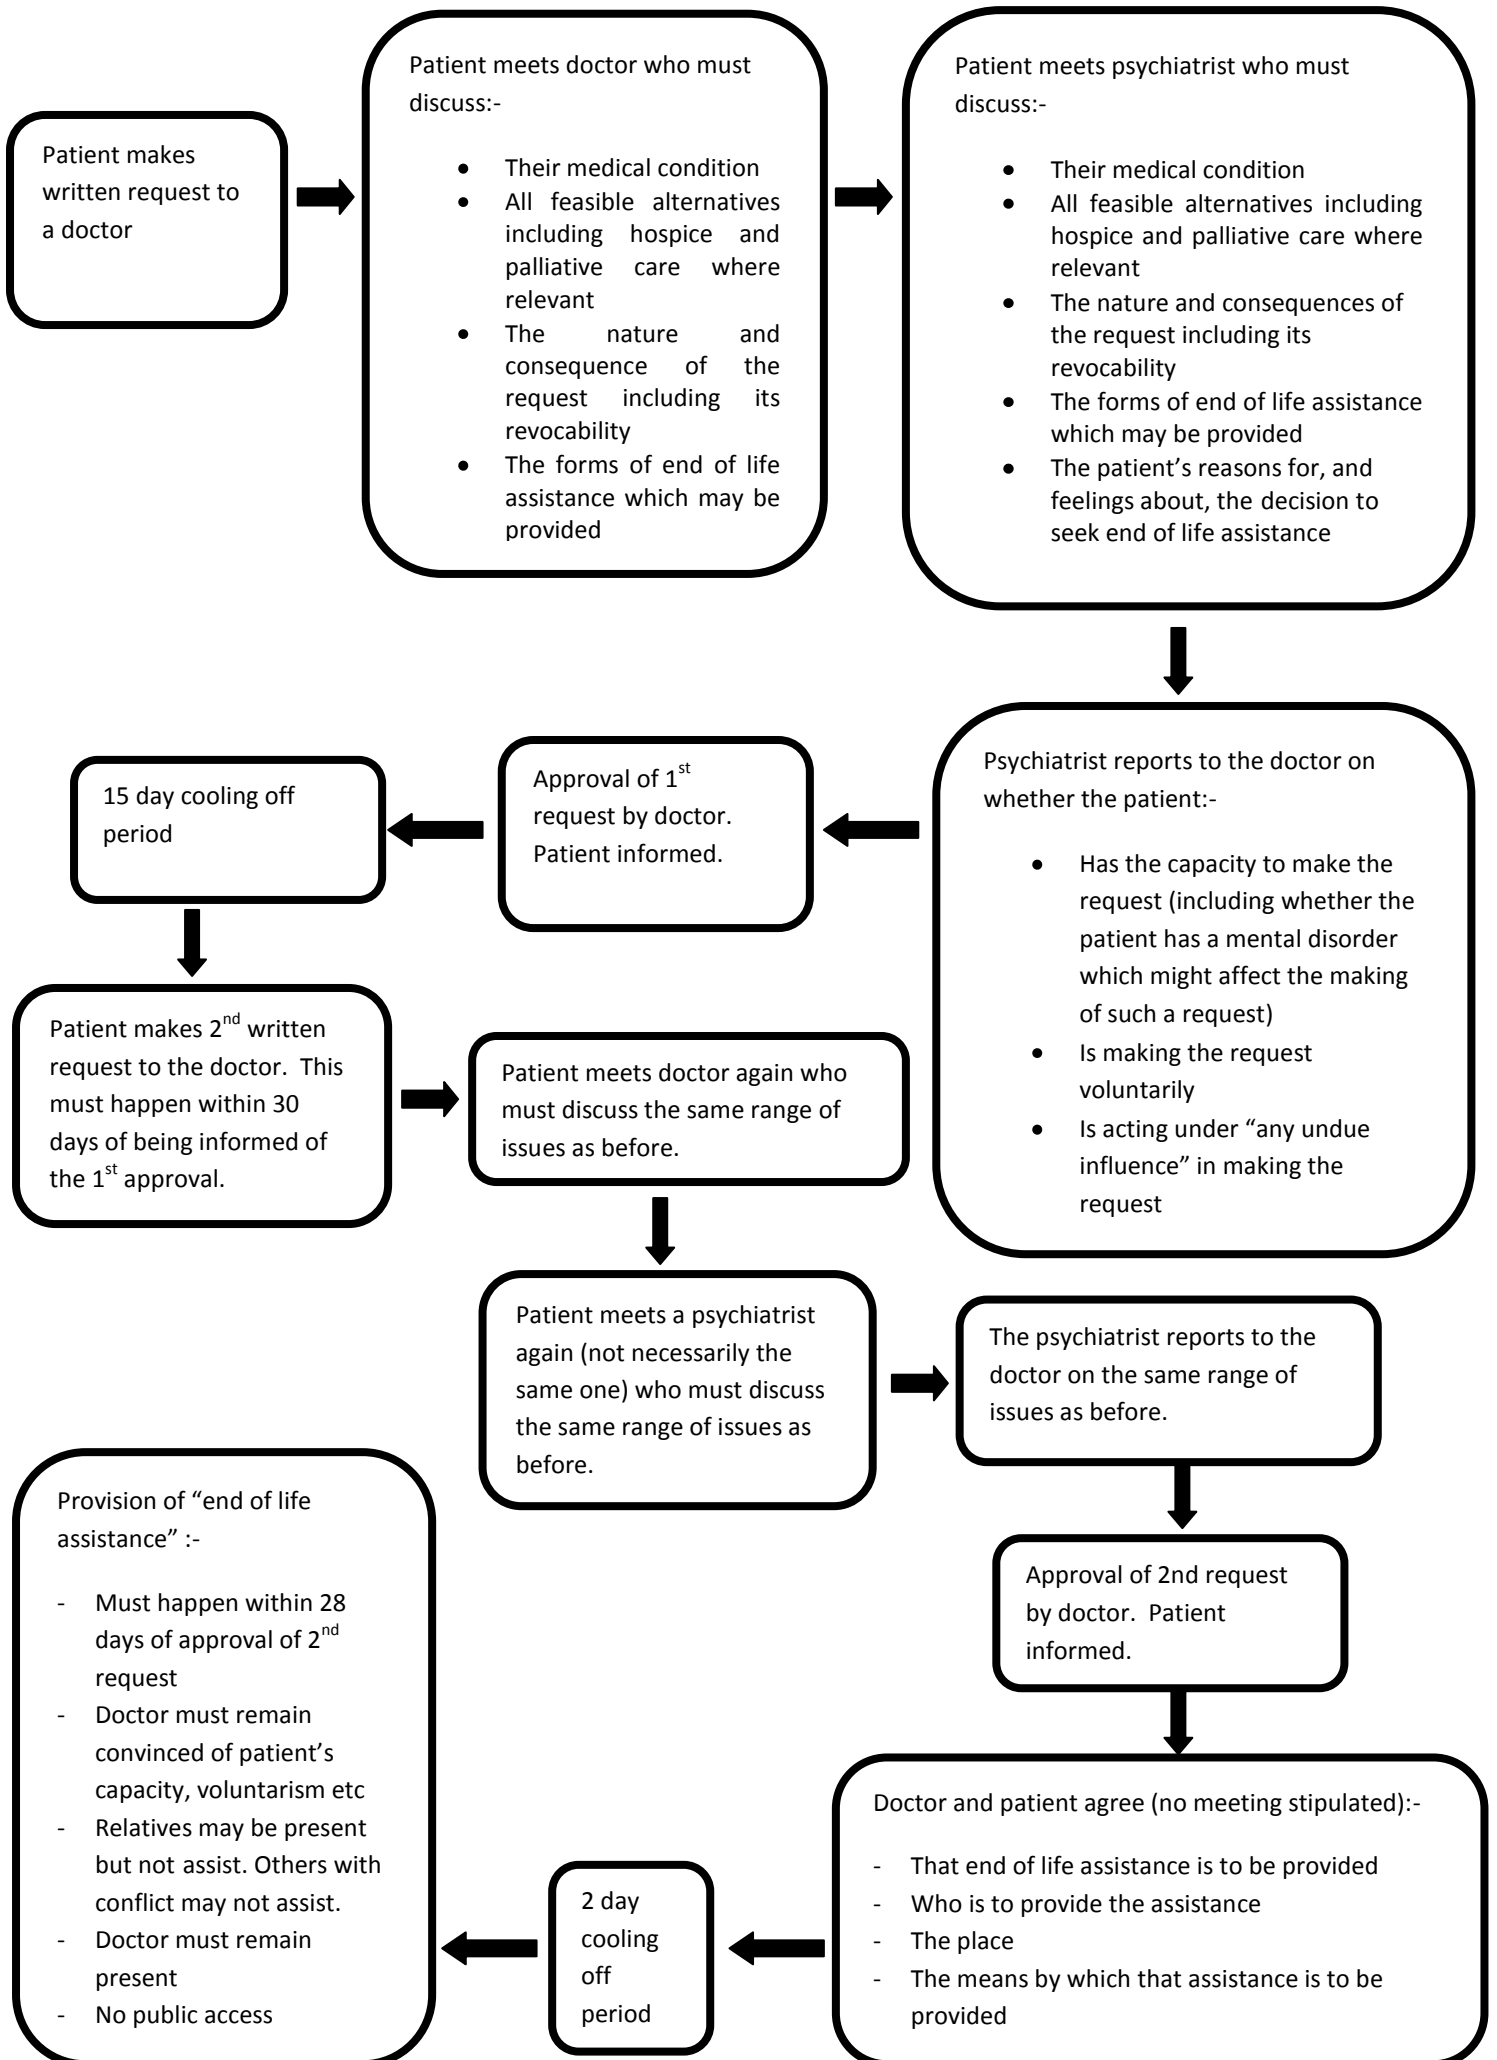 Patient makes
written request to
a doctor
Patient meets doctor who must
discuss:-
• Their medical condition
• All feasible alternatives
including hospice and
palliative care where
relevant
• The nature and
consequence of the
request including its
revocability
• The forms of end of life
assistance which may be
provided
Patient meets psychiatrist who must
discuss:-
• Their medical condition
• All feasible alternatives including
hospice and palliative care where
relevant
• The nature and consequences of
the request including its
revocability
• The forms of end of life assistance
which may be provided
• The patient’s reasons for, and
feelings about, the decision to
seek end of life assistance
Psychiatrist reports to the doctor on
whether the patient:-
• Has the capacity to make the
request (including whether the
patient has a mental disorder
which might affect the making
of such a request)
• Is making the request
voluntarily
• Is acting under “any undue
influence” in making the
request
Approval of 1st
request by doctor.
Patient informed.
15 day cooling off
period
Patient makes 2nd written
request to the doctor. This
must happen within 30
days of being informed of
the 1st approval.
Patient meets doctor again who
must discuss the same range of
issues as before.
Patient meets a psychiatrist
again (not necessarily the
same one) who must discuss
the same range of issues as
before.
The psychiatrist reports to the
doctor on the same range of
issues as before.
Approval of 2nd request
by doctor. Patient
informed.
Doctor and patient agree (no meeting stipulated):-
- That end of life assistance is to be provided
- Who is to provide the assistance
- The place
- The means by which that assistance is to be
provided
2 day
cooling
off
period
Provision of “end of life
assistance” :-
- Must happen within 28
days of approval of 2nd
request
- Doctor must remain
convinced of patient’s
capacity, voluntarism etc
- Relatives may be present
but not assist. Others with
conflict may not assist.
- Doctor must remain
present
- No public access